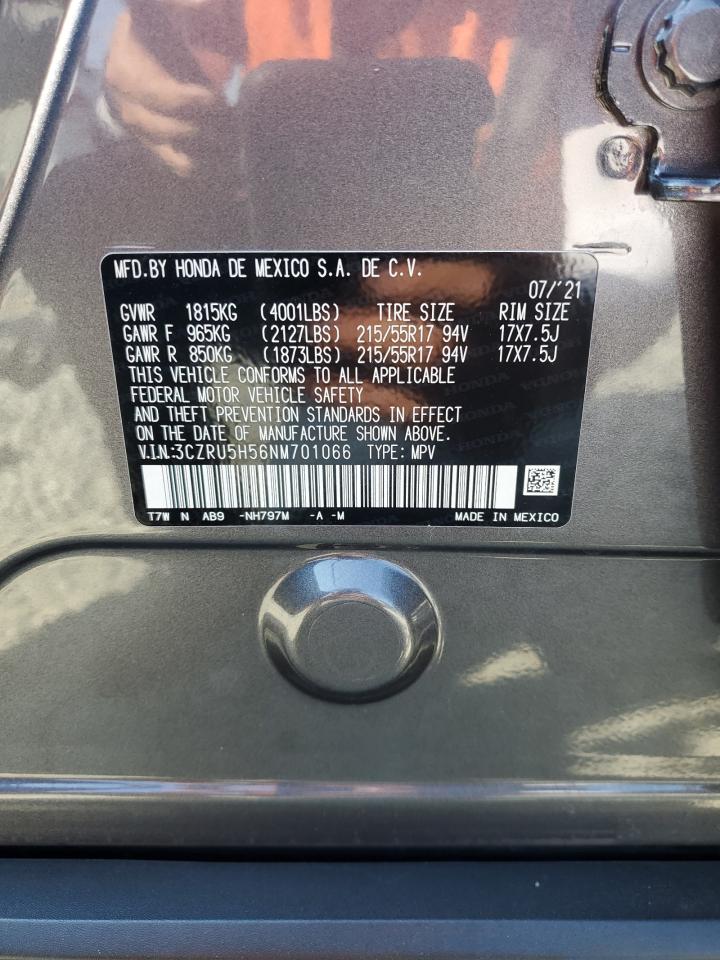 MFD.BY HONDA DE MEXICO S.A. DE C.V.
07/'21
GVWR 1815KG (4001LBS) TIRE SIZE RIM SIZE
GAWR F 965KG (2127LBS) 215/55R17 94V 17X7.5J
GAWR R 850KG (1873LBS) 215/55R17 94V 17X7.5J
THIS VEHICLE CONFORMS TO ALL APPLICABLE
FEDERAL MOTOR VEHICLE SAFETY
AND THEFT PREVENTION STANDARDS IN EFFECT
ON THE DATE OF MANUFACTURE SHOWN ABOVE.
V.I.N:3CZRU5H56NM701066 TYPE: MPV
T7W N AB9 -NH797M -A -M MADE IN MEXICO